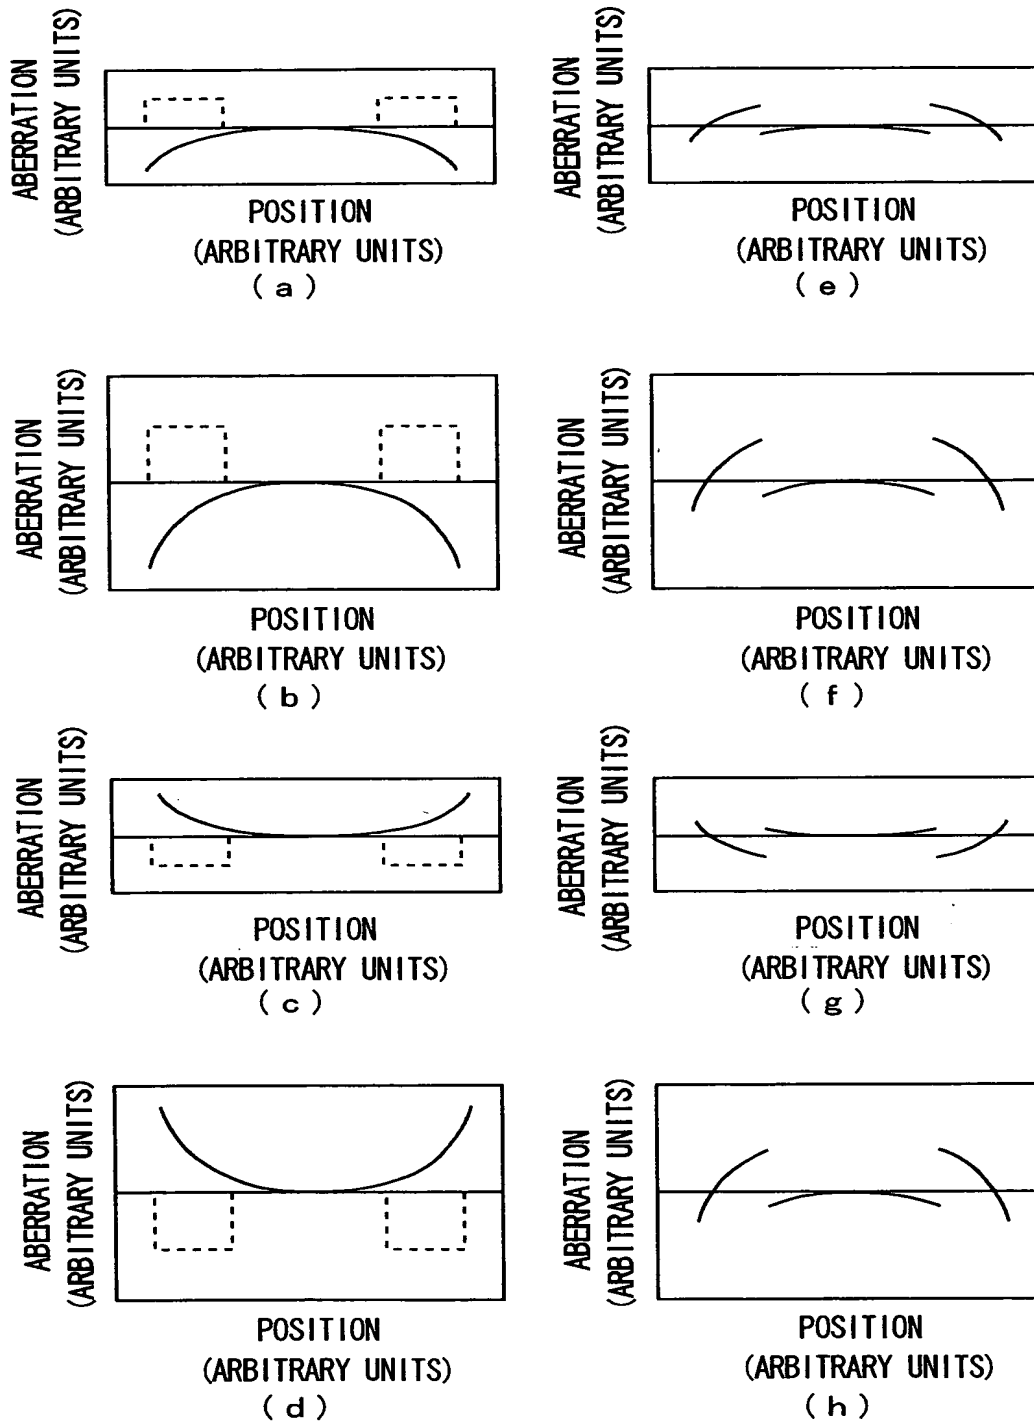 ABERRATION
(ARBITRARY UNITS)
POSITION
(ARBITRARY UNITS)
( a )
ABERRATION
(ARBITRARY UNITS)
POSITION
(ARBITRARY UNITS)
( e )
ABERRATION
(ARBITRARY UNITS)
POSITION
(ARBITRARY UNITS)
( b )
ABERRATION
(ARBITRARY UNITS)
POSITION
(ARBITRARY UNITS)
( f )
ABERRATION
(ARBITRARY UNITS)
POSITION
(ARBITRARY UNITS)
( c )
ABERRATION
(ARBITRARY UNITS)
POSITION
(ARBITRARY UNITS)
( g )
ABERRATION
(ARBITRARY UNITS)
POSITION
(ARBITRARY UNITS)
( d )
ABERRATION
(ARBITRARY UNITS)
POSITION
(ARBITRARY UNITS)
( h )